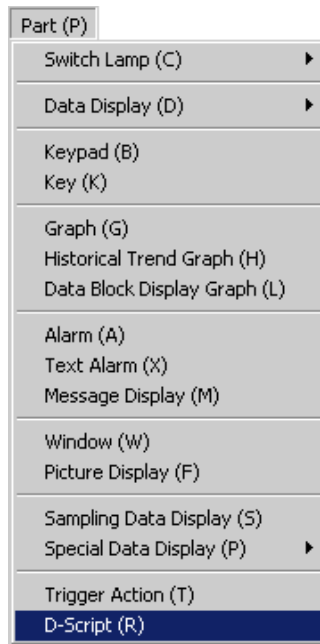 Part (P)
Switch Lamp (C)
Data Display (D)
Keypad (B)
Key (K)
Graph (G)
Historical Trend Graph (H)
Data Block Display Graph (L)
Alarm (A)
Text Alarm (X)
Message Display (M)
Window (W)
Picture Display (F)
Sampling Data Display (S)
Special Data Display (P)
Trigger Action (T)
D-Script (R)